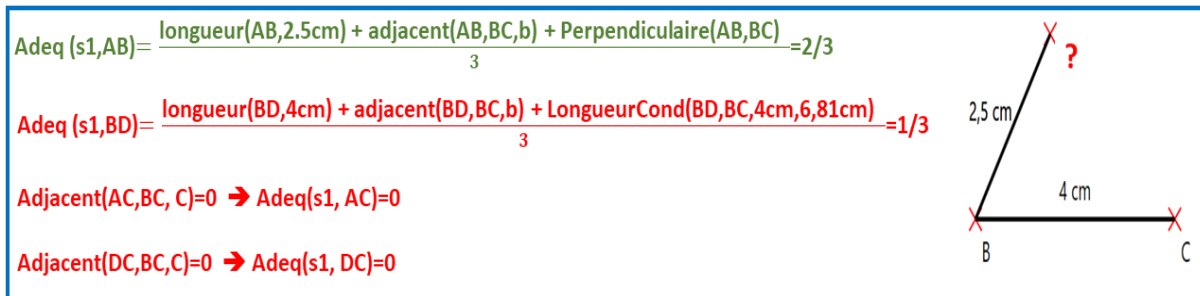 Adeq (s1,AB)= longueur(AB,2.5cm) + adjacent(AB,BC,b) + Perpendiculaire(AB,BC) / 3 =2/3
Adeq (s1,BD)= longueur(BD,4cm) + adjacent(BD,BC,b) + LongueurCond(BD,BC,4cm,6,81cm) / 3 =1/3
Adjacent(AC,BC, C)=0 ➔ Adeq(s1, AC)=0
Adjacent(DC,BC,C)=0 ➔ Adeq(s1, DC)=0
?
2,5 cm
4 cm
B C